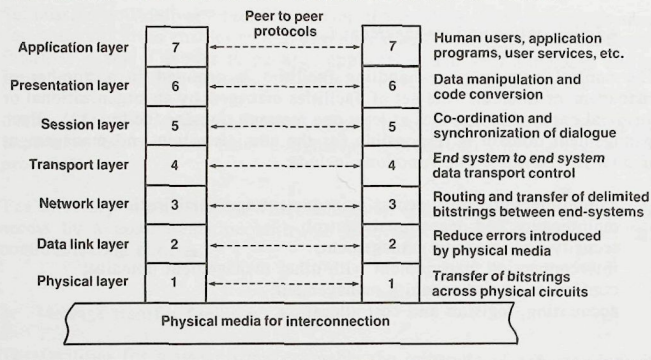 Peer to peer
protocols
Application layer 7 7 Human users, application
programs, user services, etc.
Presentation layer 6 6 Data manipulation and
code conversion
Session layer 5 5 Co-ordination and
synchronization of dialogue
Transport layer 4 4 End system to end system
data transport control
Network layer 3 3 Routing and transfer of delimited
bitstrings between end-systems
Data link layer 2 2 Reduce errors introduced
by physical media
Physical layer 1 1 Transfer of bitstrings
across physical circuits
Physical media for interconnection